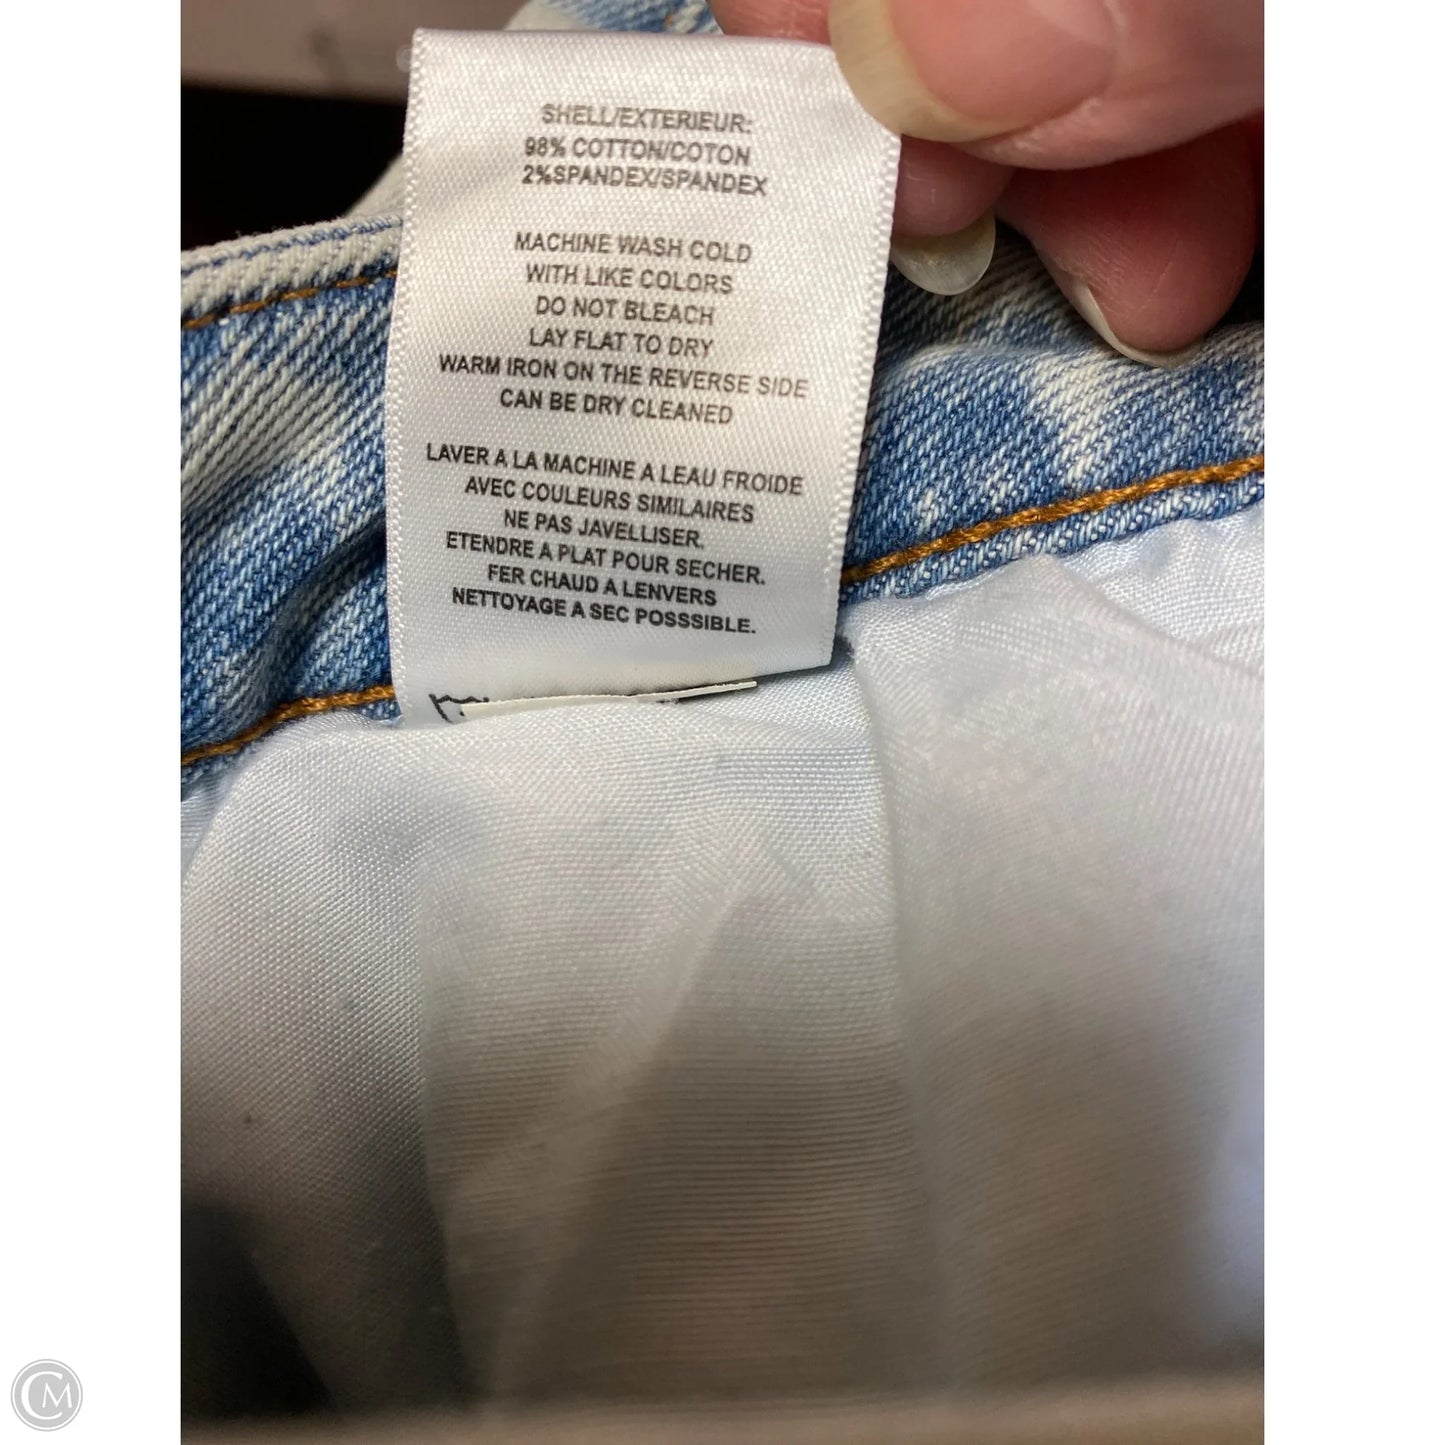 SHELL/EXTERIEUR:
98% COTTON/COTON
2%SPANDEX/SPANDEX
MACHINE WASH COLD
WITH LIKE COLORS
DO NOT BLEACH
LAY FLAT TO DRY
WARM IRON ON THE REVERSE SIDE
CAN BE DRY CLEANED
LAVER A LA MACHINE A LEAU FROIDE
AVEC COULEURS SIMILAIRES
NE PAS JAVELLISER.
ETENDRE A PLAT POUR SECHER.
FER CHAUD A LENVERS
NETTOYAGE A SEC POSSSIBLE.
CM